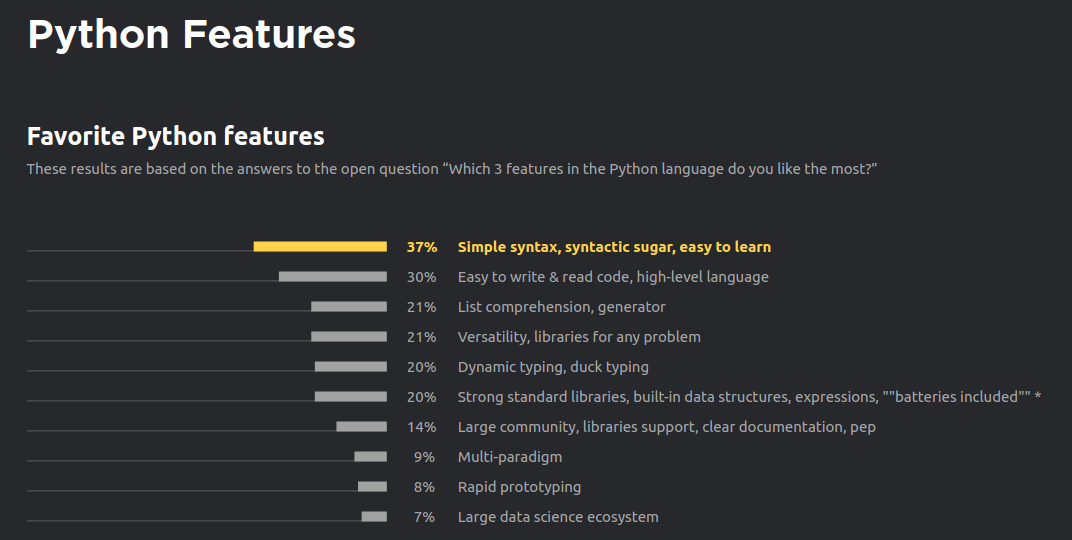 Python Features
Favorite Python features
These results are based on the answers to the open question “Which 3 features in the Python language do you like the most?”
37% Simple syntax, syntactic sugar, easy to learn
30% Easy to write & read code, high-level language
21% List comprehension, generator
21% Versatility, libraries for any problem
20% Dynamic typing, duck typing
20% Strong standard libraries, built-in data structures, expressions, ""batteries included"" *
14% Large community, libraries support, clear documentation, pep
9% Multi-paradigm
8% Rapid prototyping
7% Large data science ecosystem